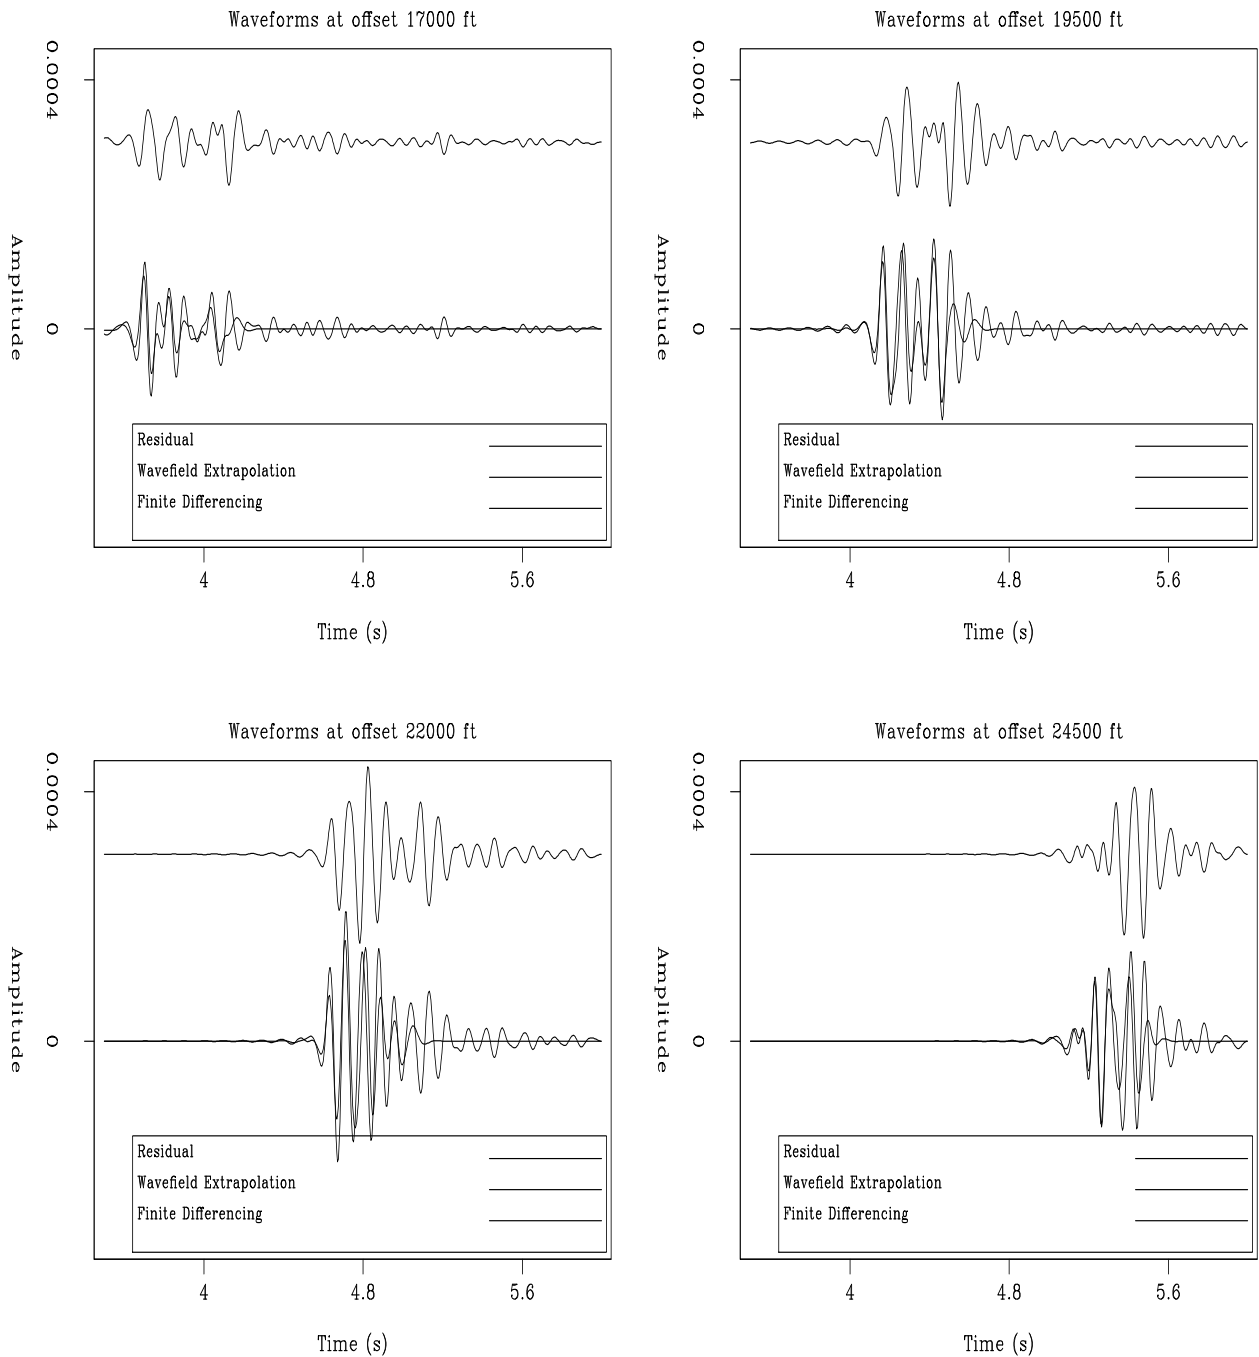 Waveforms at offset 17000 ft
0.0004
Amplitude
0
Residual
Wavefield Extrapolation
Finite Differencing
4 4.8 5.6
Time (s)
Waveforms at offset 19500 ft
0.0004
Amplitude
0
Residual
Wavefield Extrapolation
Finite Differencing
4 4.8 5.6
Time (s)
Waveforms at offset 22000 ft
0.0004
Amplitude
0
Residual
Wavefield Extrapolation
Finite Differencing
4 4.8 5.6
Time (s)
Waveforms at offset 24500 ft
0.0004
Amplitude
0
Residual
Wavefield Extrapolation
Finite Differencing
4 4.8 5.6
Time (s)